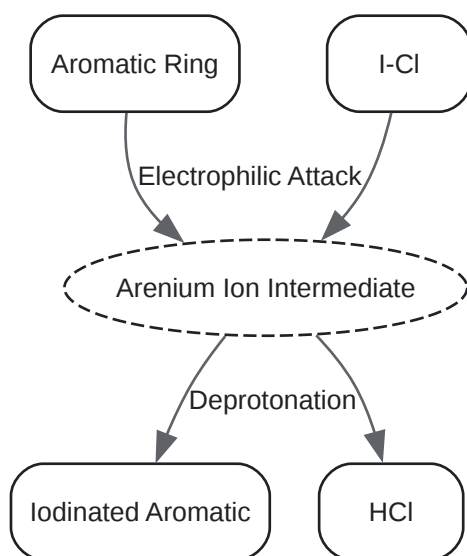 Aromatic Ring
I-Cl
Electrophilic Attack
Arenium Ion Intermediate
Deprotonation
Iodinated Aromatic
HCl